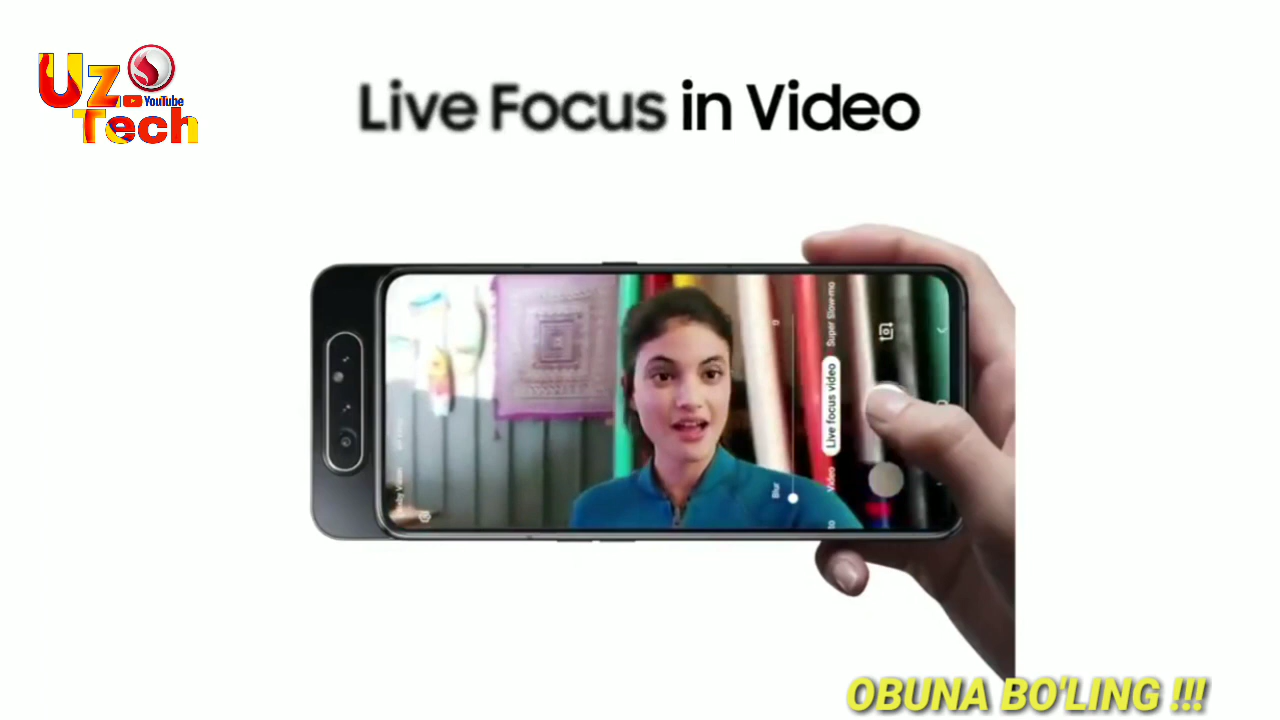 Uz
YouTube
Tech
Live Focus in Video
Super Slow-mo
Live focus video
Video
Blur
OBUNA BO'LING !!!